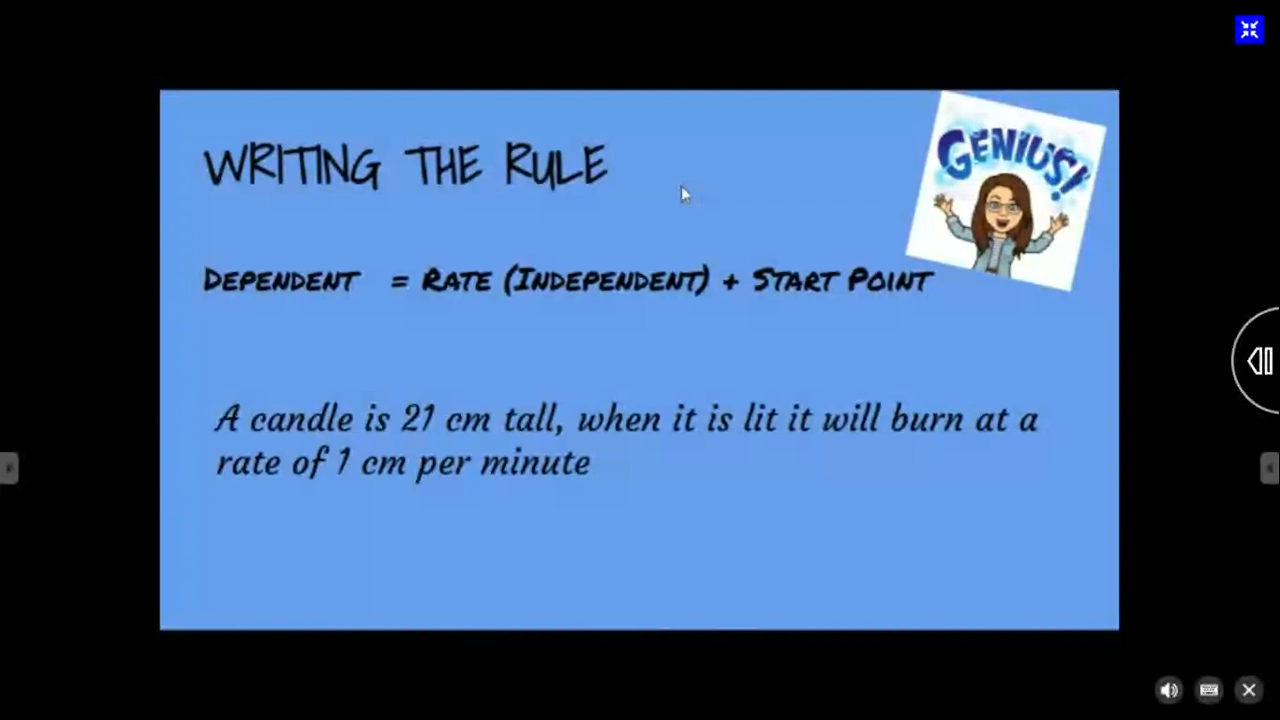 GENIUS!
WRITING THE RULE
DEPENDENT = RATE (INDEPENDENT) + START POINT
A candle is 21 cm tall, when it is lit it will burn at a
rate of 1 cm per minute